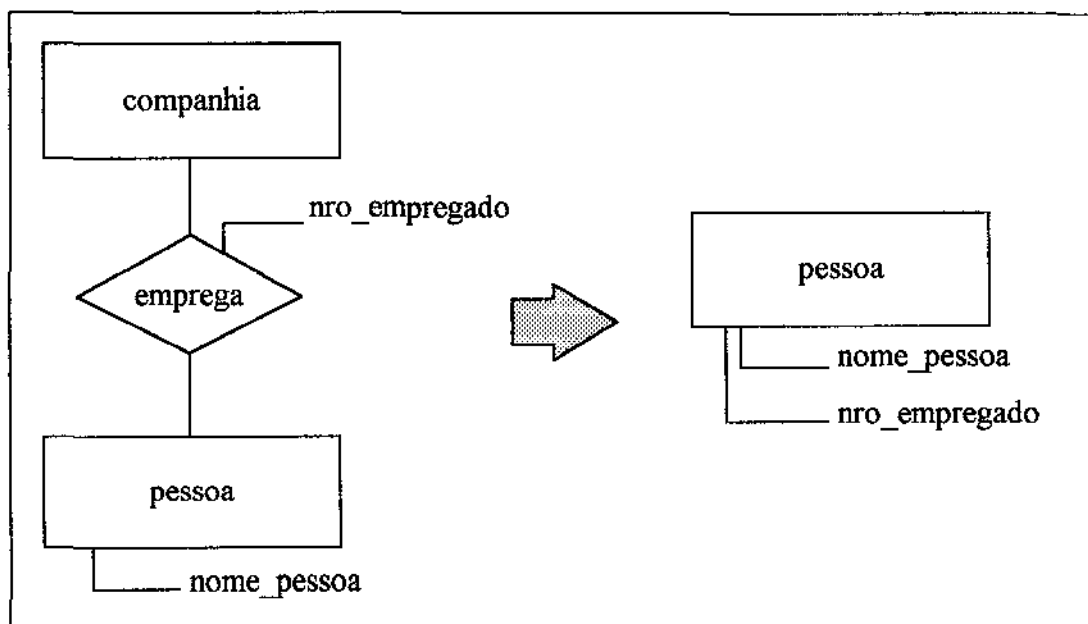 companhia
nro_empregado
emprega
pessoa
nome_pessoa
pessoa
nome_pessoa
nro_empregado